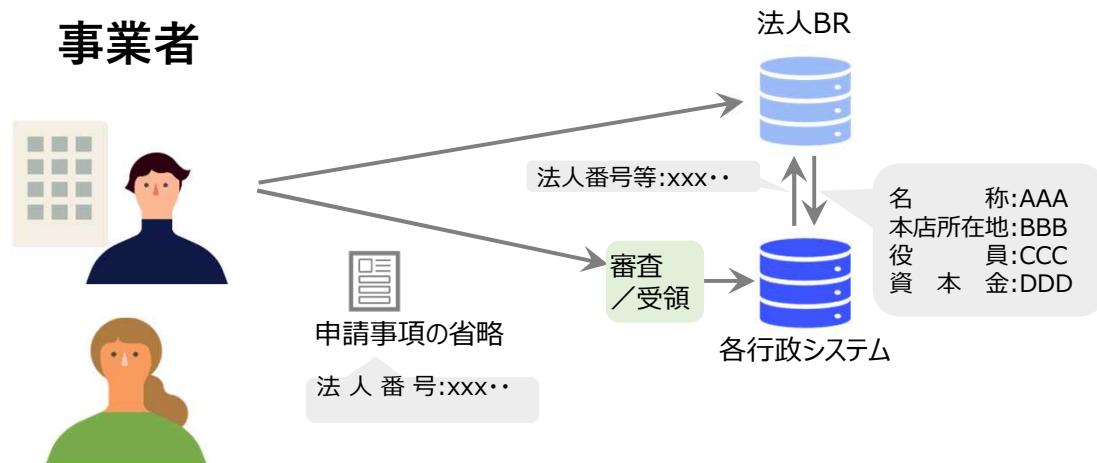 事業者
法人BR
法人番号等:xxx‥
名　　称:AAA
本店所在地:BBB
役　　員:CCC
資　本　金:DDD
審査
／受領
各行政システム
申請事項の省略
法 人 番 号:xxx‥